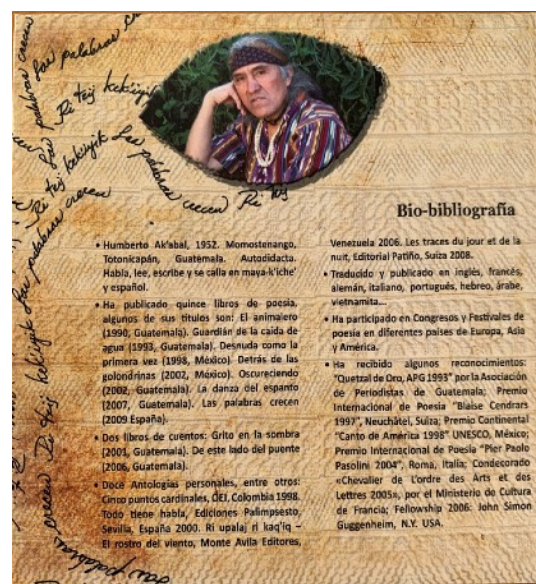 Las palabras crecen
Ri tzij kek'iyik Las palabras crecen Ri tzij
Bio-bibliografía
• Humberto Ak'abal, 1952. Momostenango,
Totonicapán, Guatemala. Autodidacta.
Habla, lee, escribe y se calla en maya-k'iche'
y español.
• Ha publicado quince libros de poesía,
algunos de sus títulos son: El animalero
(1990, Guatemala). Guardián de la caída de
agua (1993, Guatemala). Desnuda como la
primera vez (1998, México). Detrás de las
golondrinas (2002, México). Oscureciendo
(2002, Guatemala). La danza del espanto
(2007, Guatemala). Las palabras crecen
(2009 España).
• Dos libros de cuentos: Grito en la sombra
(2001, Guatemala). De este lado del puente
(2006, Guatemala).
• Doce Antologías personales, entre otros:
Cinco puntos cardinales, OEI, Colombia 1998.
Todo tiene habla, Ediciones Palimpsesto,
Sevilla, España 2000. Ri upalaj ri kaq'iq –
El rostro del viento, Monte Avila Editores,
Venezuela 2006. Les traces du jour et de la
nuit, Editorial Patiño, Suiza 2008.
• Traducido y publicado en inglés, francés,
alemán, italiano, portugués, hebreo, árabe,
vietnamita...
• Ha participado en Congresos y Festivales de
poesía en diferentes países de Europa, Asia
y América.
• Ha recibido algunos reconocimientos:
"Quetzal de Oro, APG 1993" por la Asociación
de Periodistas de Guatemala; Premio
Internacional de Poesía "Blaise Cendrars
1997", Neuchâtel, Suiza; Premio Continental
"Canto de América 1998" UNESCO, México;
Premio Internacional de Poesía "Pier Paolo
Pasolini 2004", Roma, Italia; Condecorado
«Chevalier de L'ordre des Arts et des
Lettres 2005», por el Ministerio de Cultura
de Francia; Fellowship 2006: John Simon
Guggenheim, N.Y. USA.